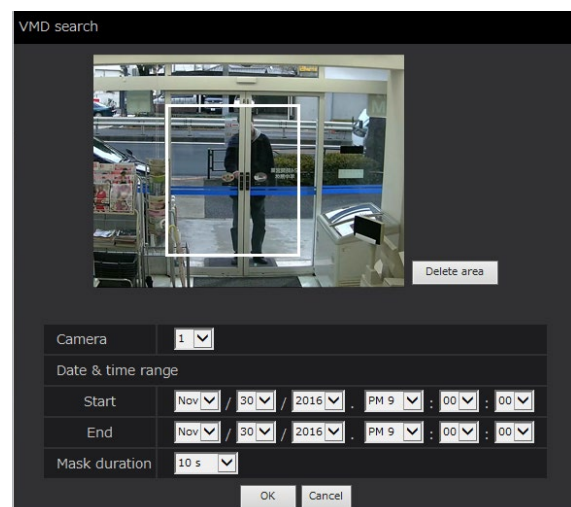 VMD search
Delete area
Camera 1
Date & time range
Start Nov / 30 / 2016 . PM 9 : 00 : 00
End Nov / 30 / 2016 . PM 9 : 00 : 00
Mask duration 10 s
OK Cancel